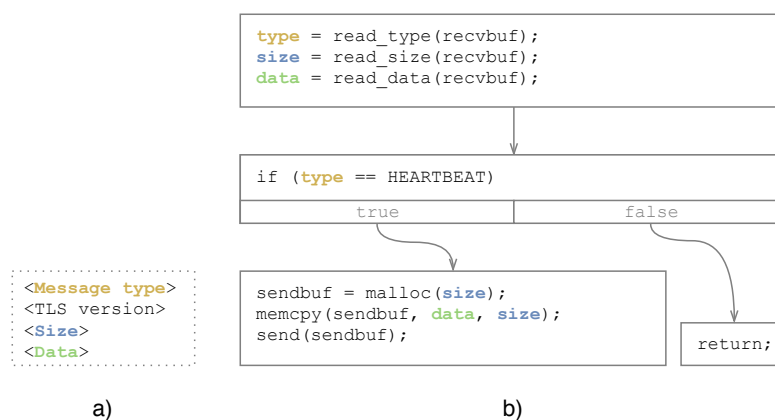 type = read_type(recvbuf);
size = read_size(recvbuf);
data = read_data(recvbuf);
if (type == HEARTBEAT)
true false
<Message type>
<TLS version>
<Size>
<Data>
sendbuf = malloc(size);
memcpy(sendbuf, data, size);
send(sendbuf);
return;
a) b)